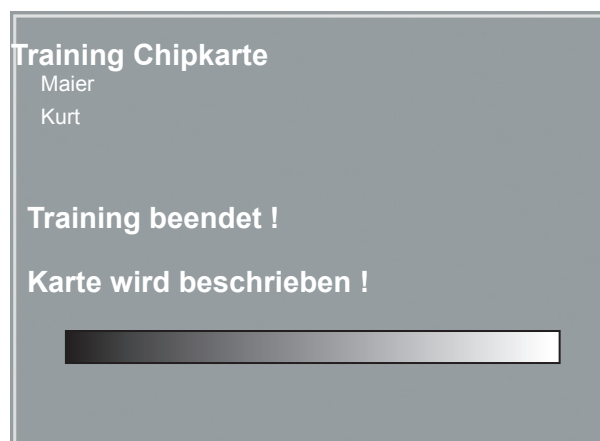 Training Chipkarte
Maier
Kurt
Training beendet !
Karte wird beschrieben !